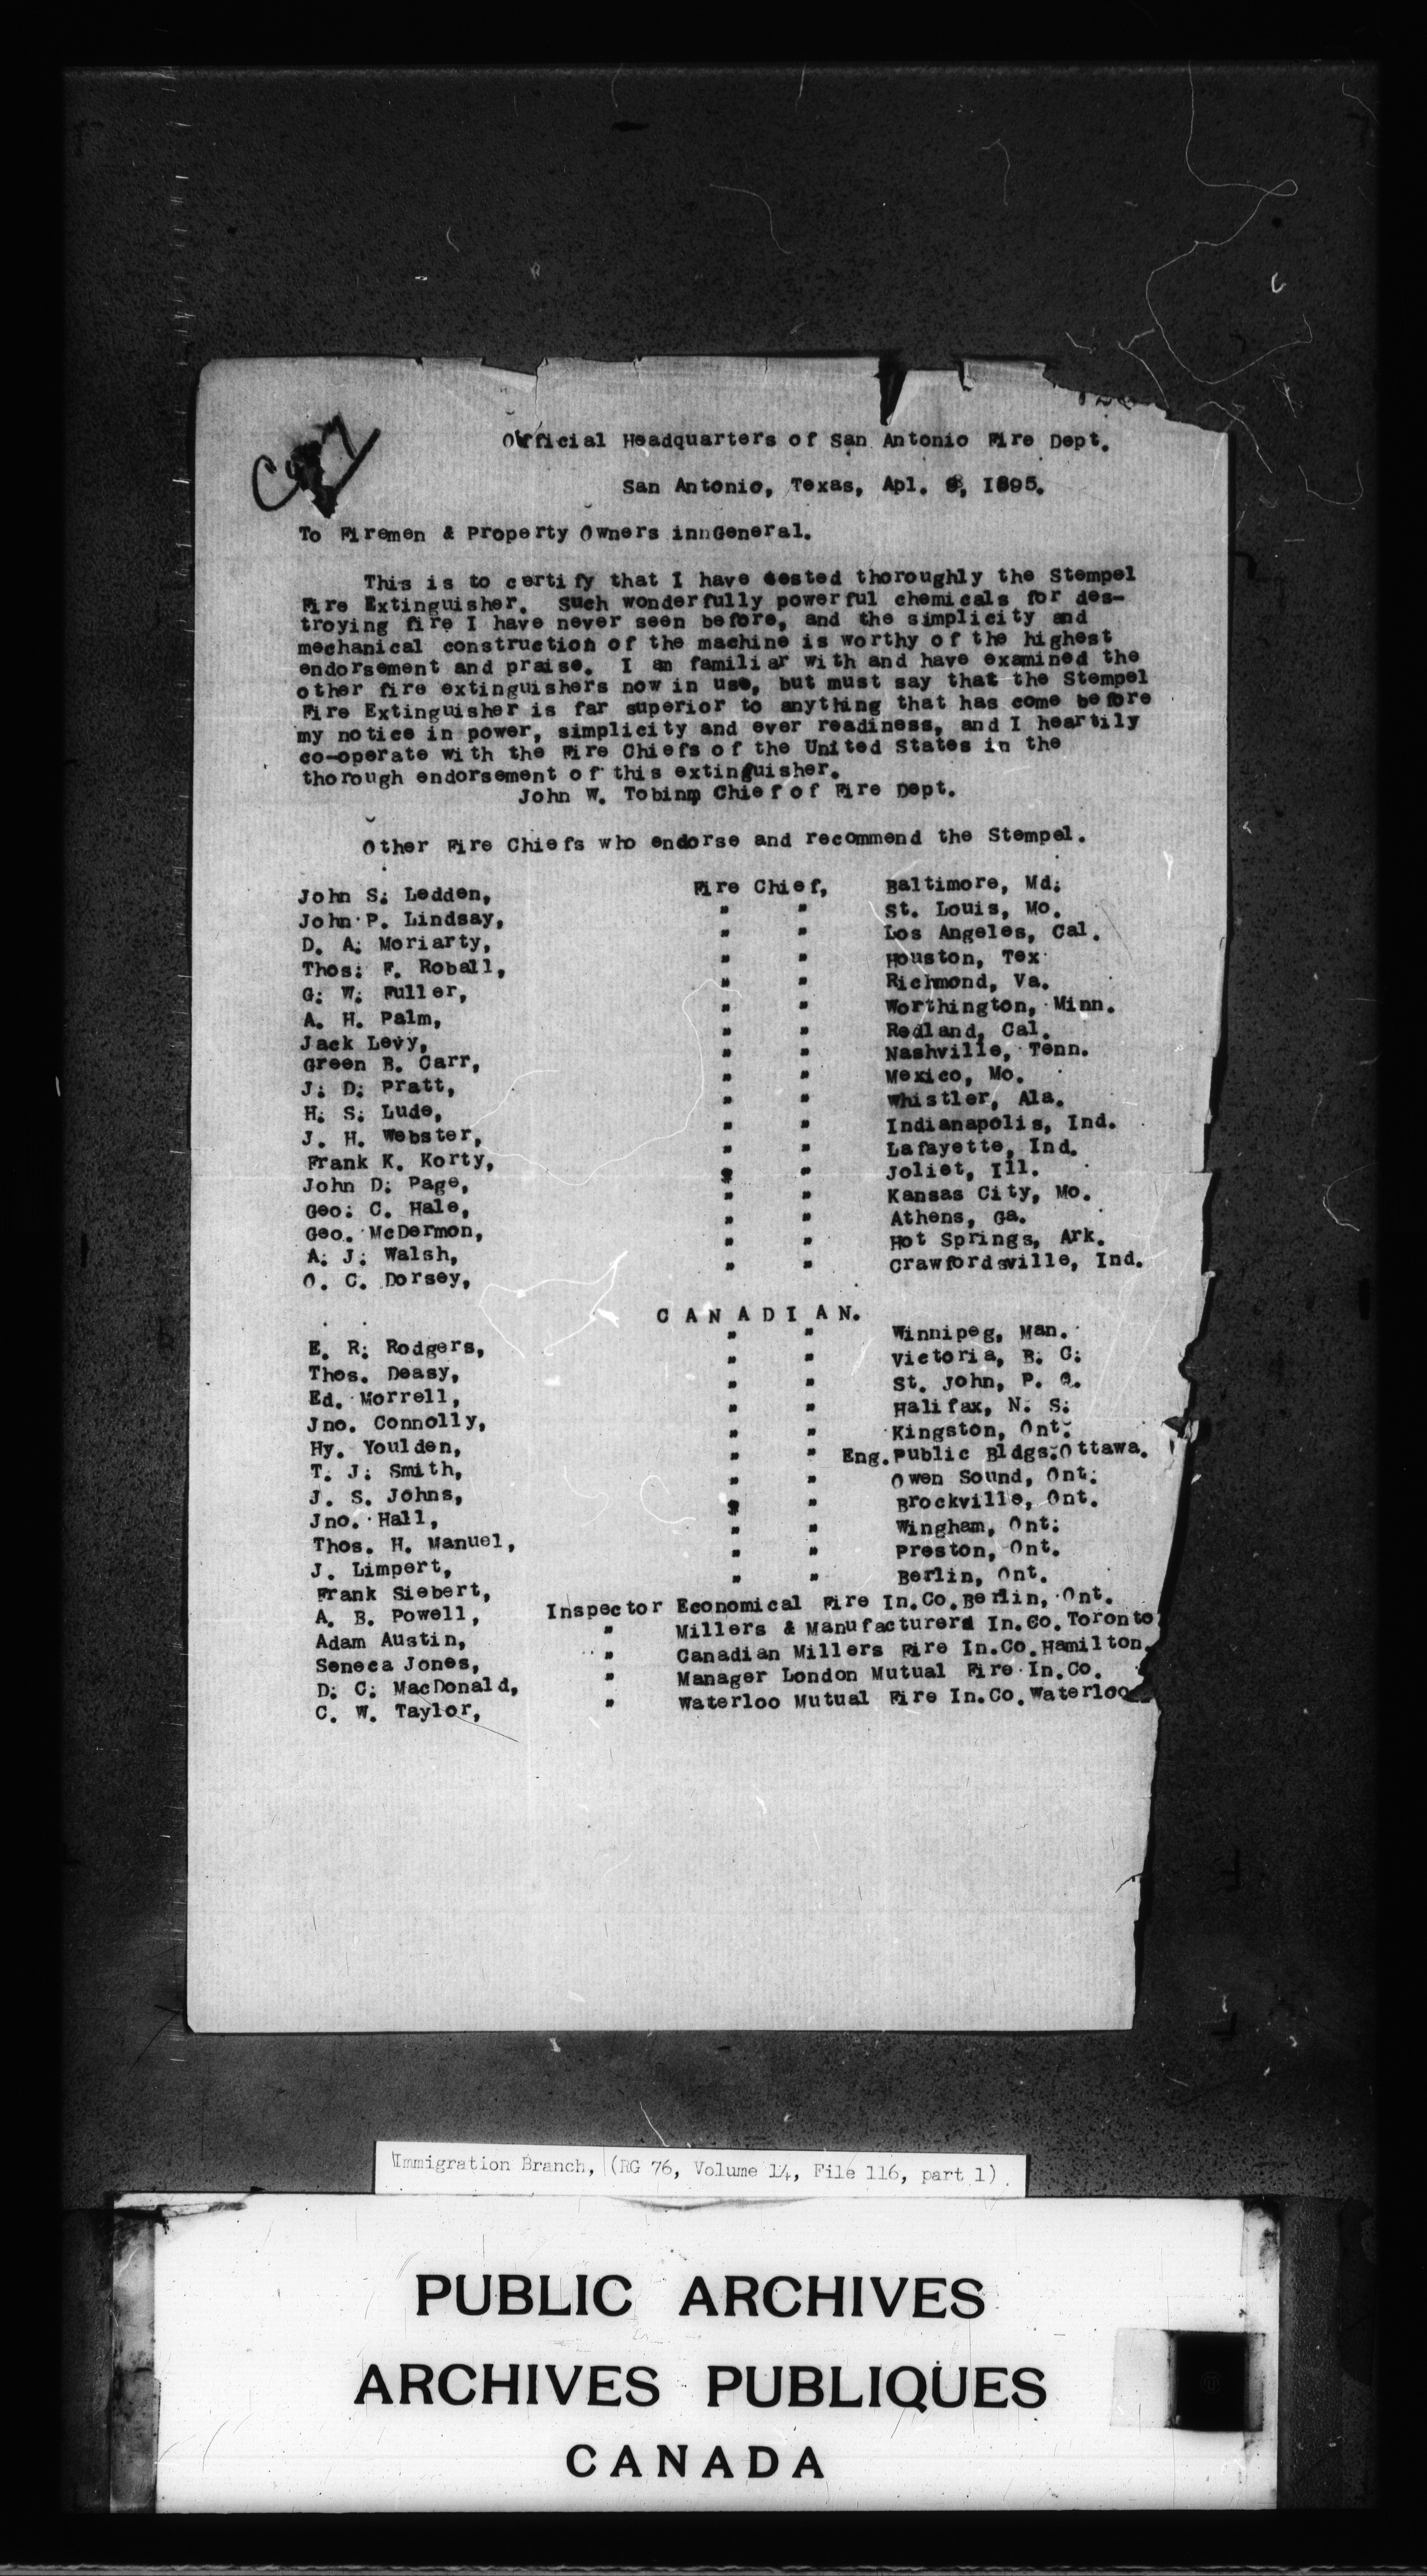 Copy
Official Headquarters of San Antonio Fire Dept.
San Antonio, Texas, Apl. 8, 1895.
To Firemen & Property Owners innGeneral.
This is to certify that I have tested thoroughly the Stempel
Fire Extinguisher. Such wonderfully powerful chemicals for des-
troying fire I have never seen before, and the simplicity and
mechanical construction of the machine is worthy of the highest
endorsement and praise. I am familiar with and have examined the
other fire extinguishers now in use, but must say that the Stempel
Fire Extinguisher is far superior to anything that has come before
my notice in power, simplicity and ever readiness, and I heartily
co-operate with the Fire Chiefs of the United States in the
thorough endorsement of this extinguisher.
John W. Tobin, Chief of Fire Dept.
Other Fire Chiefs who endorse and recommend the Stempel.
John S. Ledden, Fire Chief, Baltimore, Md.
John P. Lindsay, " " St. Louis, Mo.
D. A. Moriarty, " " Los Angeles, Cal.
Thos. F. Roball, " " Houston, Tex
G. W. Fuller, " " Richmond, Va.
A. H. Palm, " " Worthington, Minn.
Jack Levy, " " Redland, Cal.
Green B. Carr, " " Nashville, Tenn.
J. D. Pratt, " " Mexico, Mo.
H. S. Lude, " " Whistler, Ala.
J. H. Webster, " " Indianapolis, Ind.
Frank K. Korty, " " Lafayette, Ind.
John D. Page, " " Joliet, Ill.
Geo. C. Hale, " " Kansas City, Mo.
Geo. McDermon, " " Athens, Ga.
A. J. Walsh, " " Hot Springs, Ark.
O. C. Dorsey, " " Crawfordsville, Ind.
C A N A D I A N.
E. R. Rodgers, " " Winnipeg, Man.
Thos. Deasy, " " Victoria, B. C.
Ed. Morrell, " " St. John, P. Q.
Jno. Connolly, " " Halifax, N. S.
Hy. Youlden, " " Kingston, Ont.
T. J. Smith, " " Eng. Public Bldgs. Ottawa.
J. S. Johns, " " Owen Sound, Ont.
Jno. Hall, " " Brockville, Ont.
Thos. H. Manuel, " " Wingham, Ont.
J. Limpert, " " Preston, Ont.
Frank Siebert, " " Berlin, Ont.
A. B. Powell, Inspector Economical Fire In. Co. Berlin, Ont.
Adam Austin, " Millers & Manufacturers In. Co. Toronto
Seneca Jones, " Canadian Millers Fire In. Co. Hamilton.
D. C. MacDonald, " Manager London Mutual Fire In. Co.
C. W. Taylor, " Waterloo Mutual Fire In. Co. Waterloo
Immigration Branch, (RG 76, Volume 14, File 116, part 1)
PUBLIC ARCHIVES
ARCHIVES PUBLIQUES
CANADA